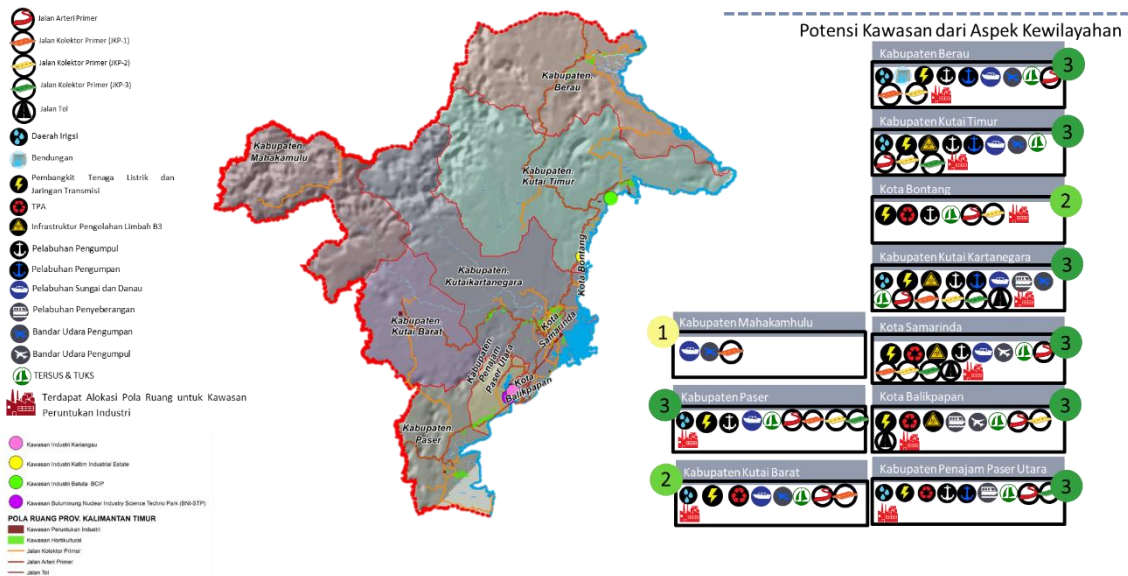 Jalan Arteri Primer
Jalan Kolektor Primer (JKP-1)
Jalan Kolektor Primer (JKP-2)
Jalan Kolektor Primer (JKP-3)
Jalan Tol
Daerah Irigsi
Bendungan
Pembangkit Tenaga Listrik dan
Jaringan Transmisi
TPA
Infrastruktur Pengolahan Limbah B3
Pelabuhan Pengumpul
Pelabuhan Pengumpan
Pelabuhan Sungai dan Danau
Pelabuhan Penyeberangan
Bandar Udara Pengumpan
Bandar Udara Pengumpul
TERSUS & TUKS
Terdapat Alokasi Pola Ruang untuk Kawasan
Peruntukan Industri
Kawasan Industri Kariangau
Kawasan Industri Kaltim Industrial Estate
Kawasan Industri Batuta BCIP
Kawasan Buluminung Nuclear Industry Science Techno Park (BNI-STP)
POLA RUANG PROV. KALIMANTAN TIMUR
Kawasan Peruntukan Industri
Kawasan Hortikultural
Jalan Kolektor Primer
Jalan Arteri Primer
Jalan Tol
Kabupaten.
Berau
Kabupaten.
Mahakamulu
Kabupaten.
Kutai Timur
Kota Bontang
Kabupaten.
Kutaikartanegara
Kabupaten.
Kutai Barat
Kota
Samarinda
Kabupaten.
Penajam
Paser Utara
Kota
Balikpapan
Kabupaten.
Paser
Potensi Kawasan dari Aspek Kewilayahan
Kabupaten Berau
3
Kabupaten Kutai Timur
3
Kota Bontang
2
Kabupaten Kutai Kartanegara
3
Kabupaten Mahakamhulu
1
Kota Samarinda
3
Kabupaten Paser
3
Kota Balikpapan
3
Kabupaten Kutai Barat
2
Kabupaten Penajam Paser Utara
3